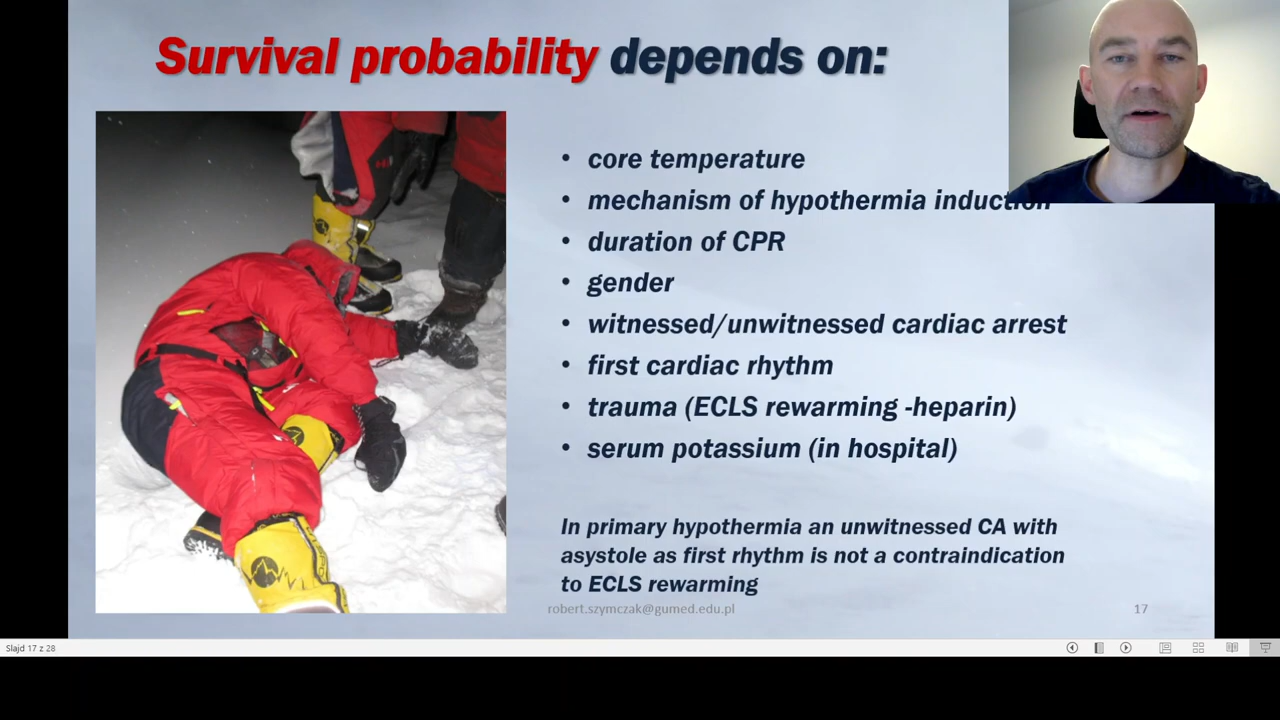 Survival probability depends on:
• core temperature
• mechanism of hypothermia induction
• duration of CPR
• gender
• witnessed/unwitnessed cardiac arrest
• first cardiac rhythm
• trauma (ECLS rewarming -heparin)
• serum potassium (in hospital)
In primary hypothermia an unwitnessed CA with
asystole as first rhythm is not a contraindication
to ECLS rewarming
robert.szymczak@gumed.edu.pl
17
Slajd 17 z 28